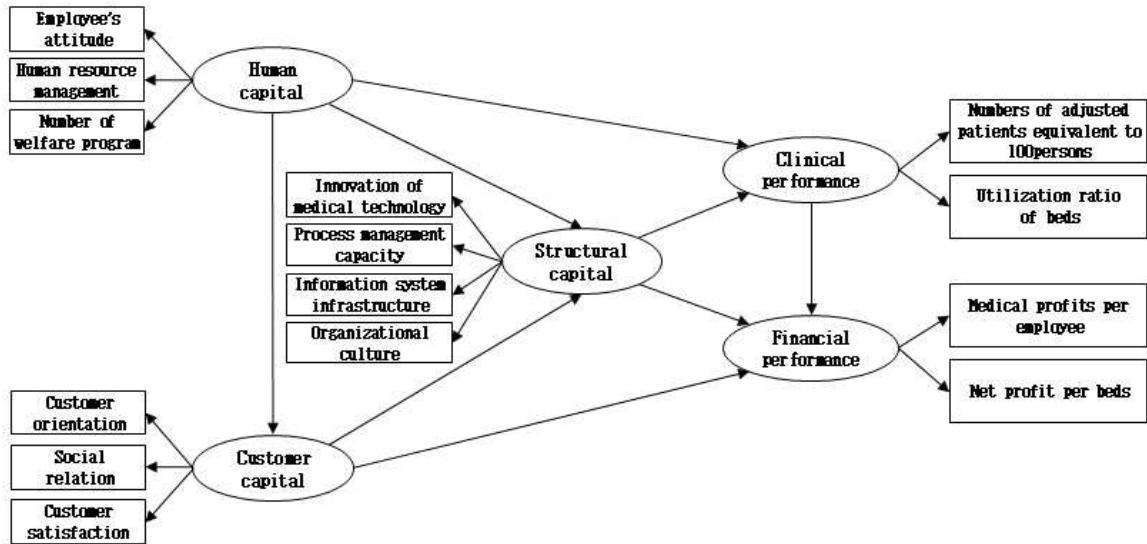 Employee's
attitude
Human resource
management
Number of
welfare program
Human
capital
Innovation of
medical technology
Process management
capacity
Information system
infrastructure
Organizational
culture
Structural
capital
Clinical
performance
Numbers of adjusted
patients equivalent to
100persons
Utilization ratio
of beds
Financial
performance
Medical profits per
employee
Net profit per beds
Customer
orientation
Social
relation
Customer
satisfaction
Customer
capital